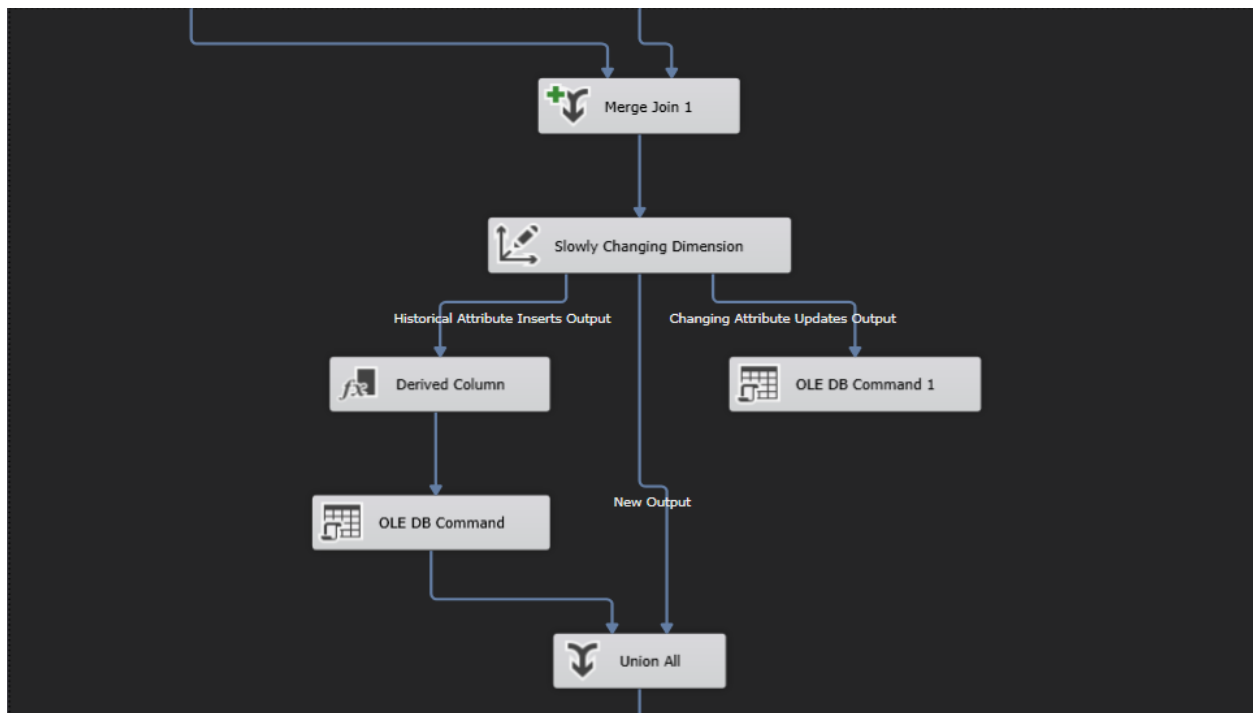 Merge Join 1
Slowly Changing Dimension
Historical Attribute Inserts Output
Changing Attribute Updates Output
Derived Column
OLE DB Command 1
New Output
OLE DB Command
Union All